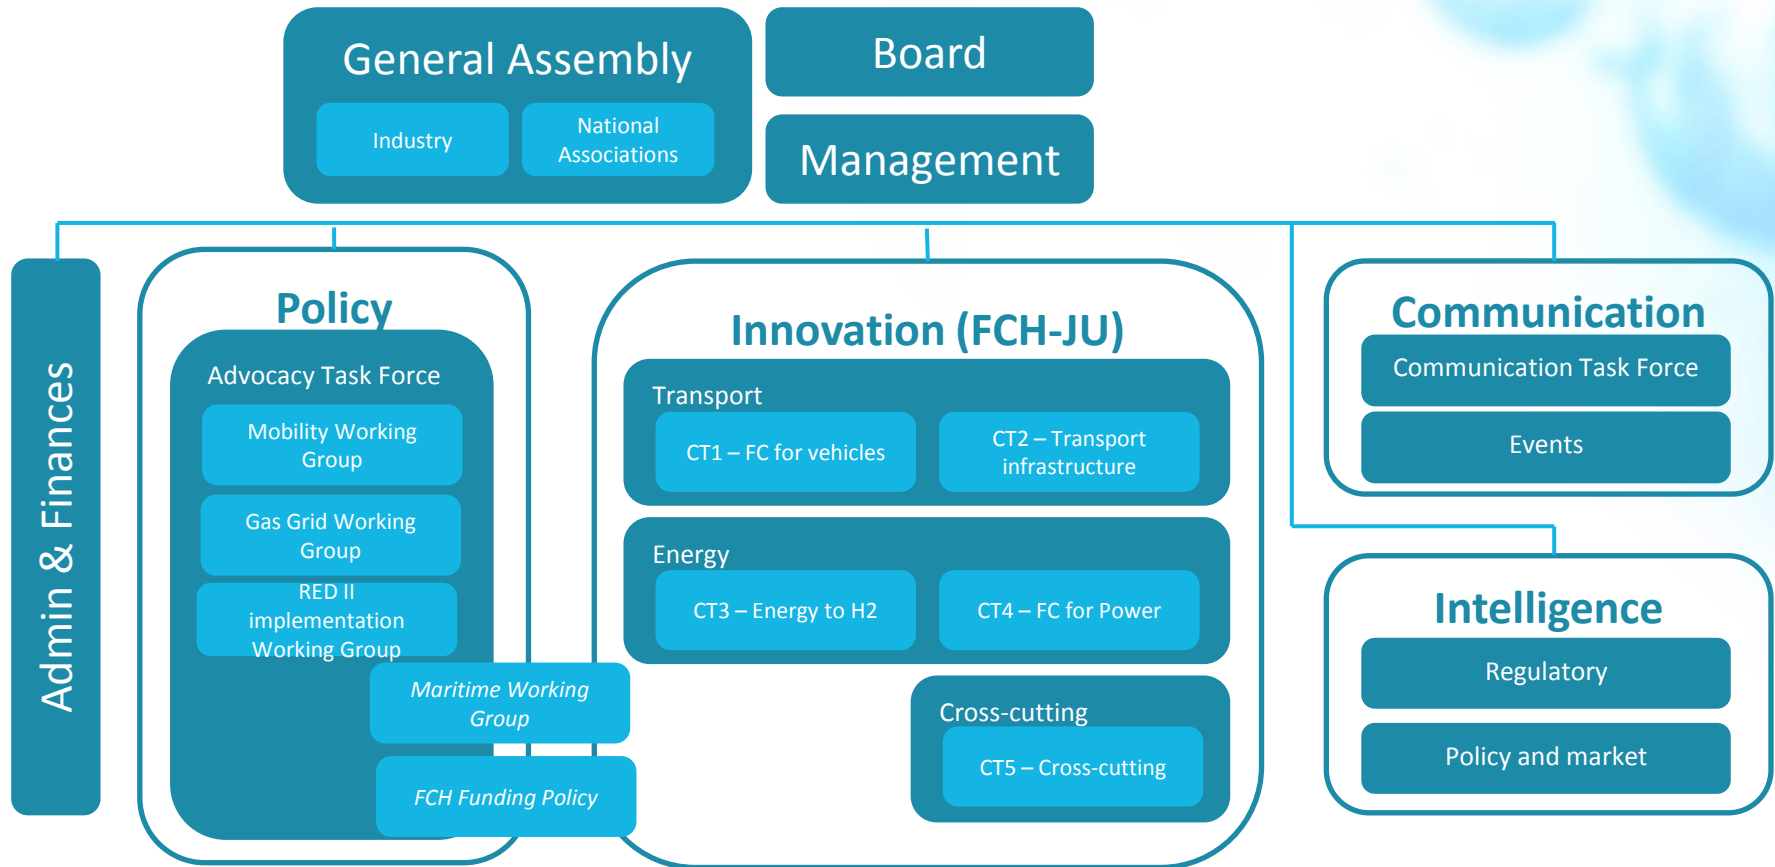 General Assembly
Industry
National
Associations
Board
Management
Admin & Finances
Policy
Advocacy Task Force
Mobility Working
Group
Gas Grid Working
Group
RED II
implementation
Working Group
Maritime Working
Group
FCH Funding Policy
Innovation (FCH-JU)
Transport
CT1 – FC for vehicles
CT2 – Transport
infrastructure
Energy
CT3 – Energy to H2
CT4 – FC for Power
Cross-cutting
CT5 – Cross-cutting
Communication
Communication Task Force
Events
Intelligence
Regulatory
Policy and market